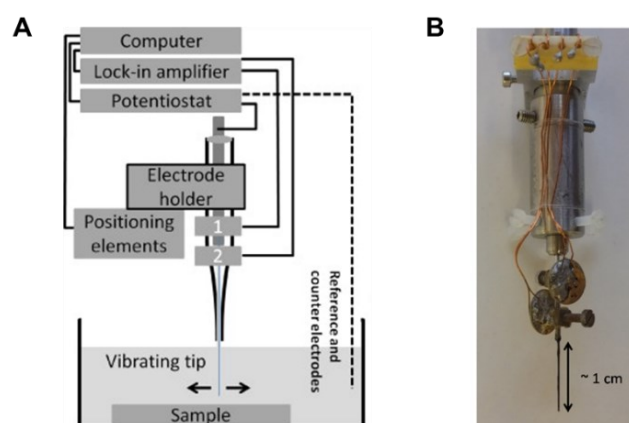 A
Computer
Lock-in amplifier
Potentiostat
Electrode
holder
Positioning
elements
1
2
Reference and
counter electrodes
Vibrating tip
Sample
B
~ 1 cm